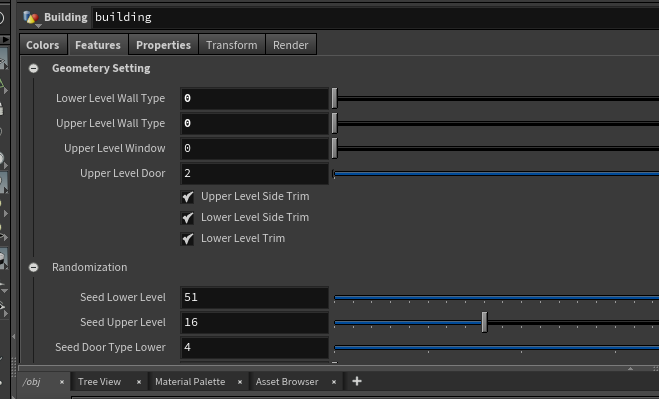 Building building
Colors Features Properties Transform Render
Geometery Setting
Lower Level Wall Type 0
Upper Level Wall Type 0
Upper Level Window 0
Upper Level Door 2
Upper Level Side Trim
Lower Level Side Trim
Lower Level Trim
Randomization
Seed Lower Level 51
Seed Upper Level 16
Seed Door Type Lower 4
/obj × Tree View × Material Palette × Asset Browser × +